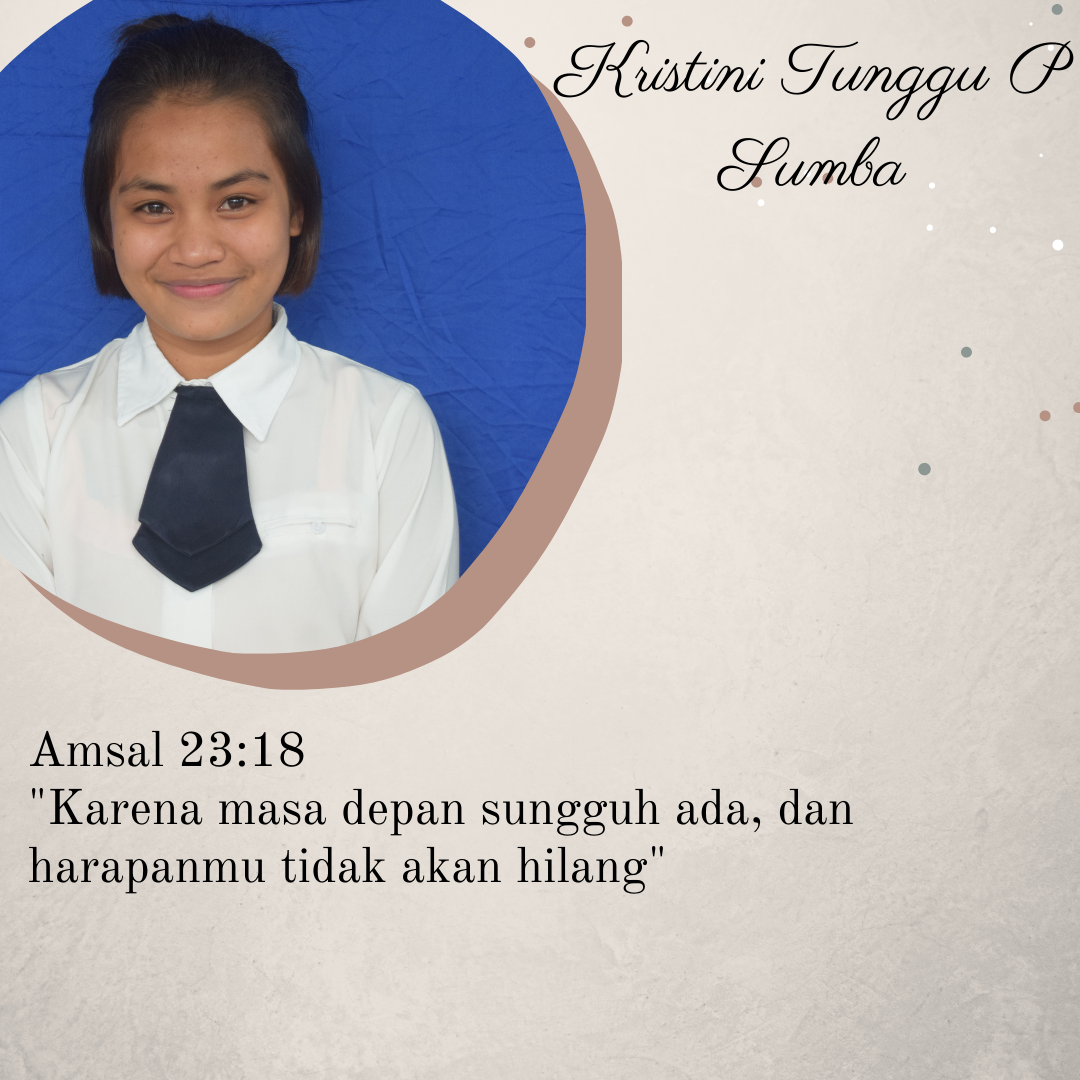 Kristini Tunggu P
Sumba
Amsal 23:18
"Karena masa depan sungguh ada, dan
harapanmu tidak akan hilang"